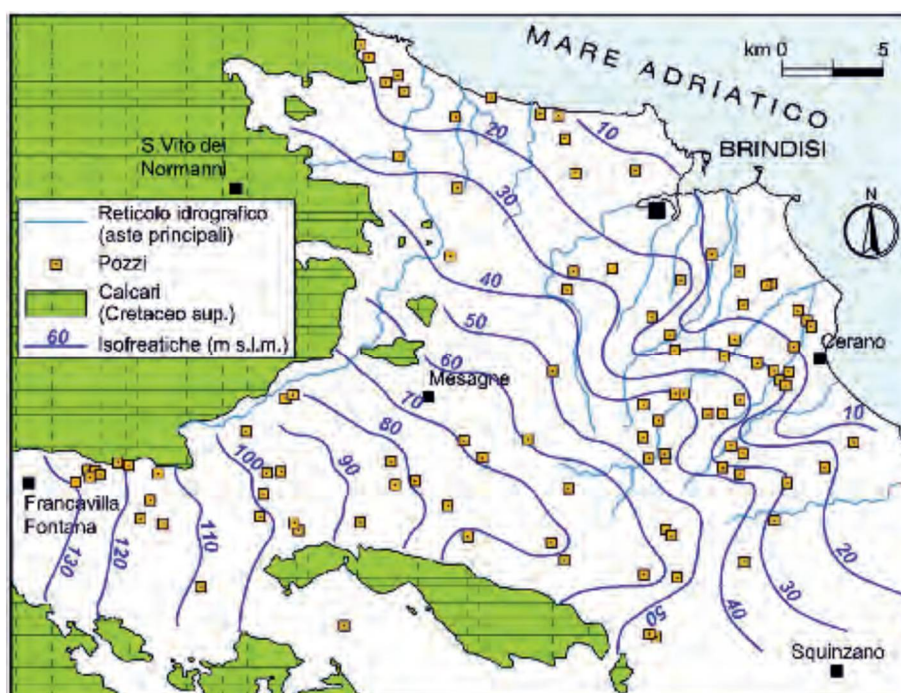 MARE ADRIATICO
km 0 5
BRINDISI
N
S.Vito dei
Normanni
Reticolo idrografico
(aste principali)
Pozzi
Calcari
(Cretaceo sup.)
60 Isofreatiche (m s.l.m.)
10
20
30
40
50
60
70
80
90
100
110
120
130
Mesagne
Cerano
Francavilla
Fontana
10
20
30
40
50
Squinzano